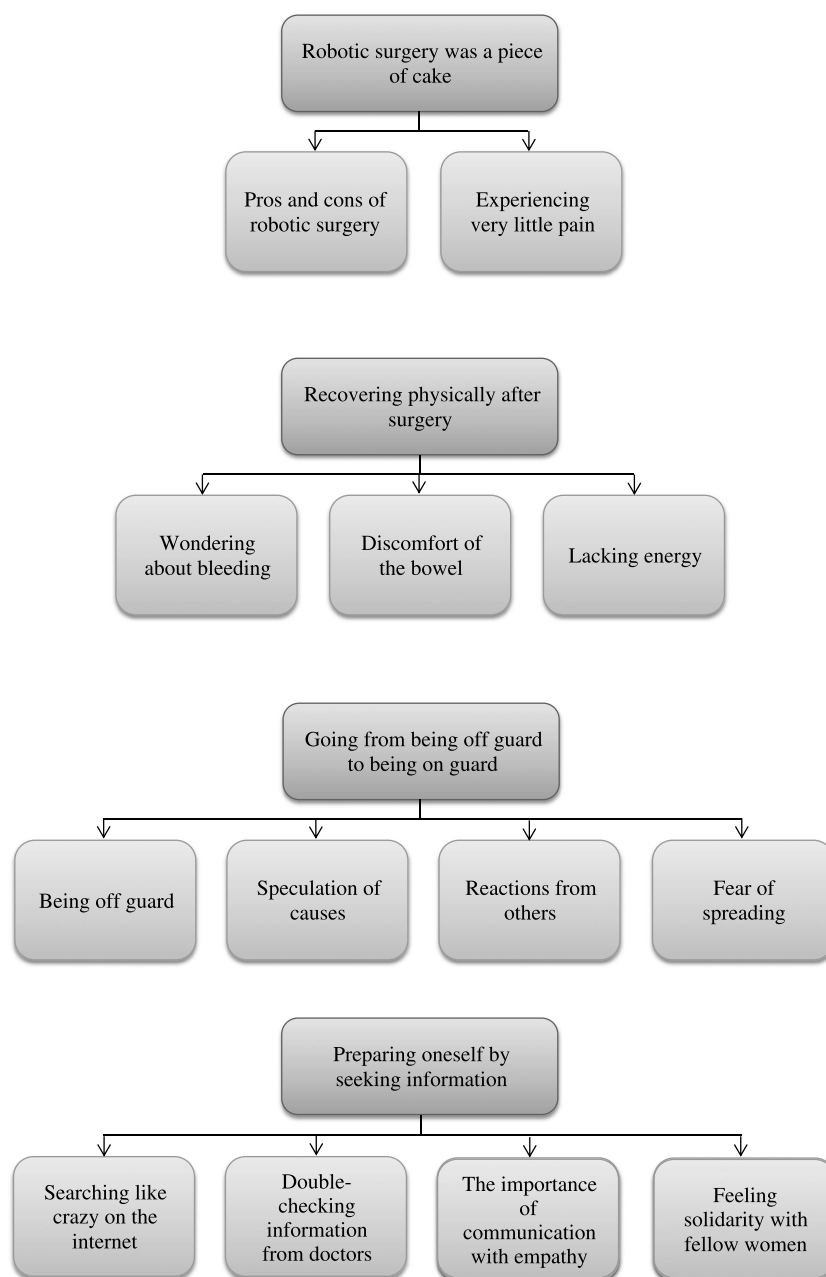 Robotic surgery was a piece
of cake
Pros and cons of
robotic surgery
Experiencing
very little pain
Recovering physically after
surgery
Wondering
about bleeding
Discomfort of
the bowel
Lacking energy
Going from being off guard
to being on guard
Being off guard
Speculation of
causes
Reactions from
others
Fear of
spreading
Preparing oneself by
seeking information
Searching like
crazy on the
internet
Double-
checking
information
from doctors
The importance
of
communication
with empathy
Feeling
solidarity with
fellow women